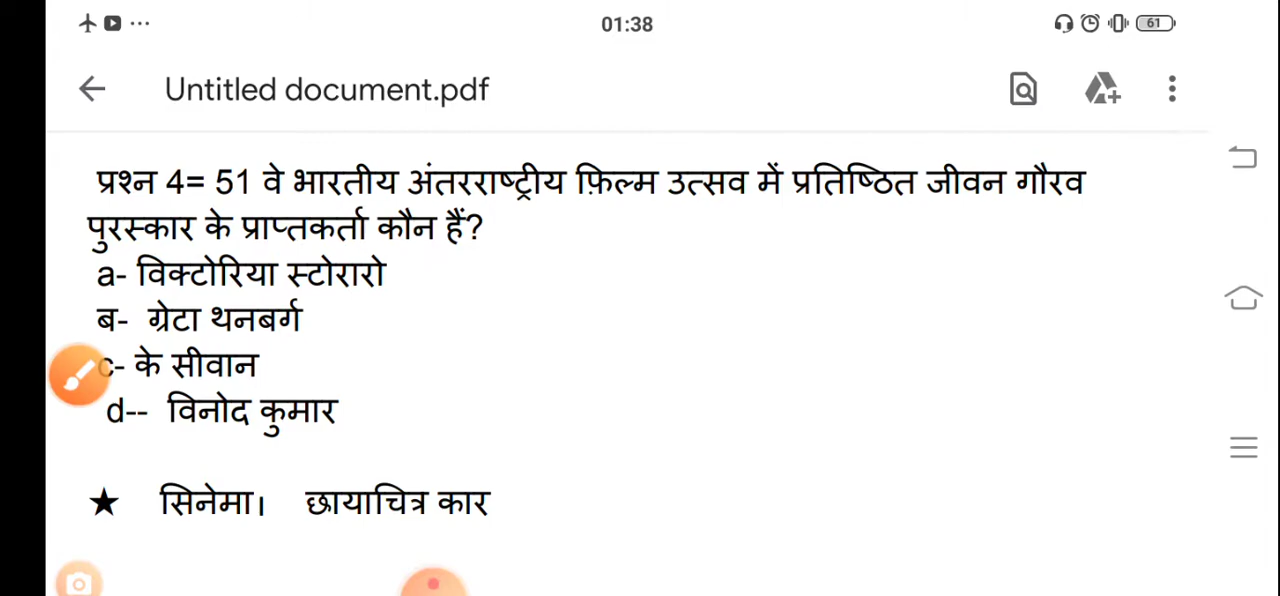 01:38
61
Untitled document.pdf
प्रश्न 4= 51 वे भारतीय अंतरराष्ट्रीय फ़िल्म उत्सव में प्रतिष्ठित जीवन गौरव
पुरस्कार के प्राप्तकर्ता कौन हैं?
a- विक्टोरिया स्टोरारो
ब- ग्रेटा थनबर्ग
c- के सीवान
d-- विनोद कुमार
★ सिनेमा। छायाचित्र कार